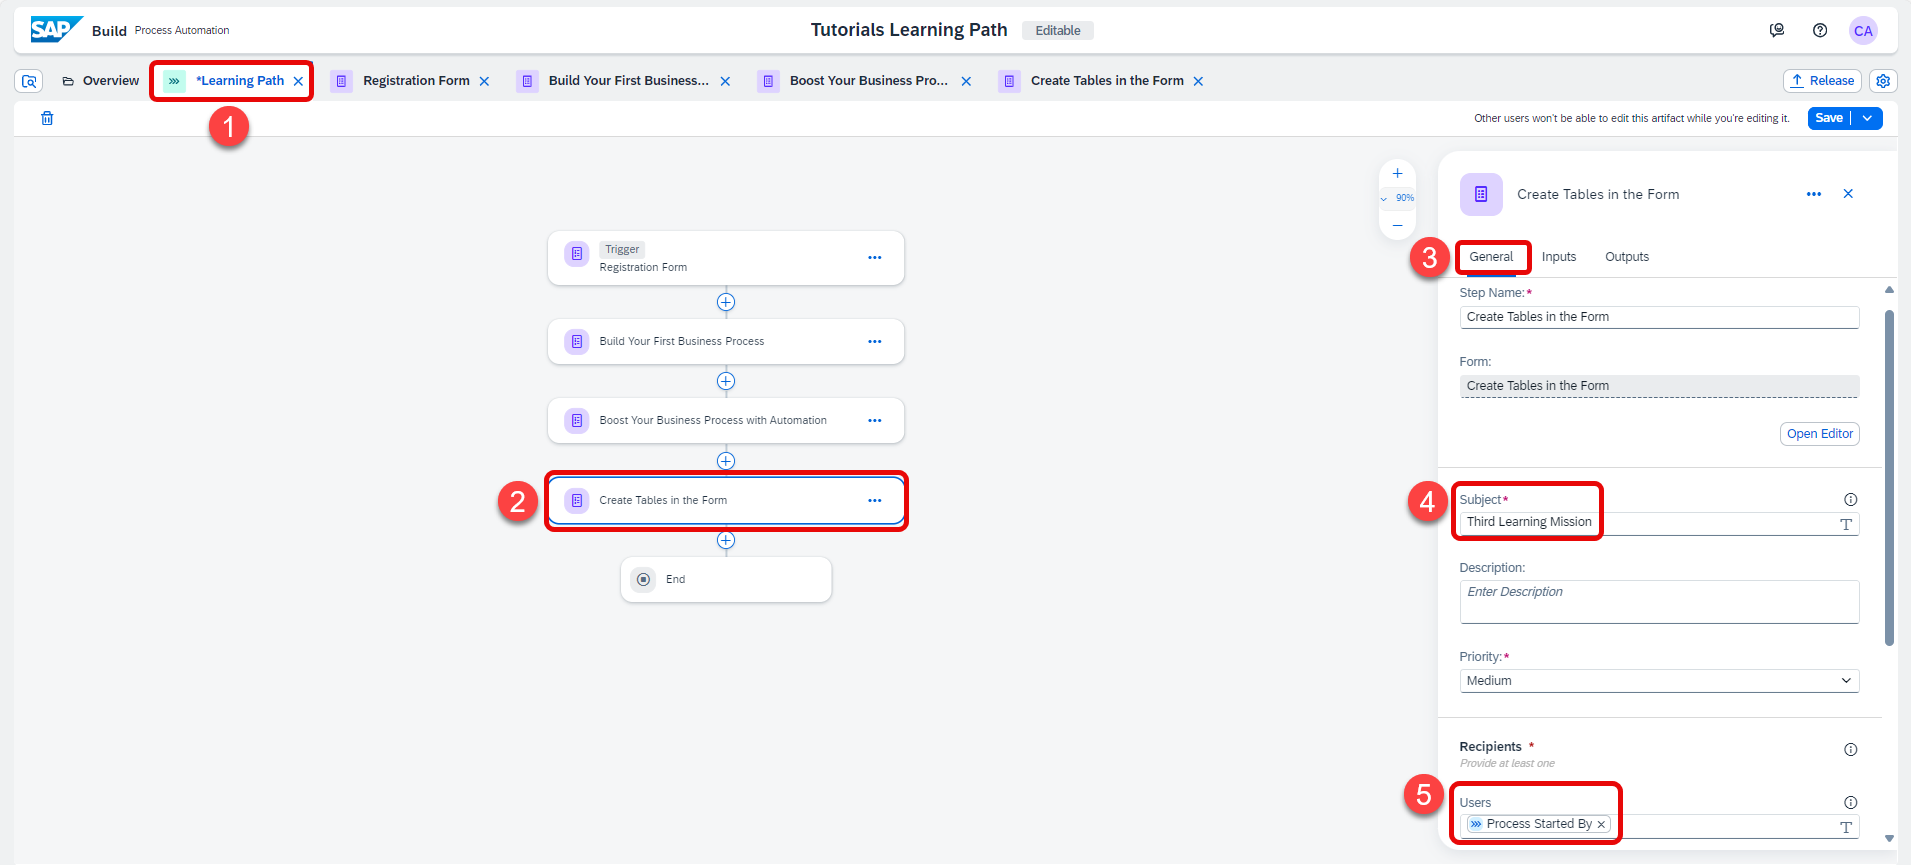 SAP Build Process Automation
Tutorials Learning Path Editable
CA
Overview
*Learning Path
Registration Form
Build Your First Business...
Boost Your Business Pro...
Create Tables in the Form
Release
1
Other users won't be able to edit this artifact while you're editing it.
Save
90%
Trigger
Registration Form
Build Your First Business Process
Boost Your Business Process with Automation
2
Create Tables in the Form
End
Create Tables in the Form
3
General Inputs Outputs
Step Name:*
Create Tables in the Form
Form:
Create Tables in the Form
Open Editor
4
Subject*
Third Learning Mission
T
Description:
Enter Description
Priority:*
Medium
Recipients *
Provide at least one
5
Users
Process Started By
T